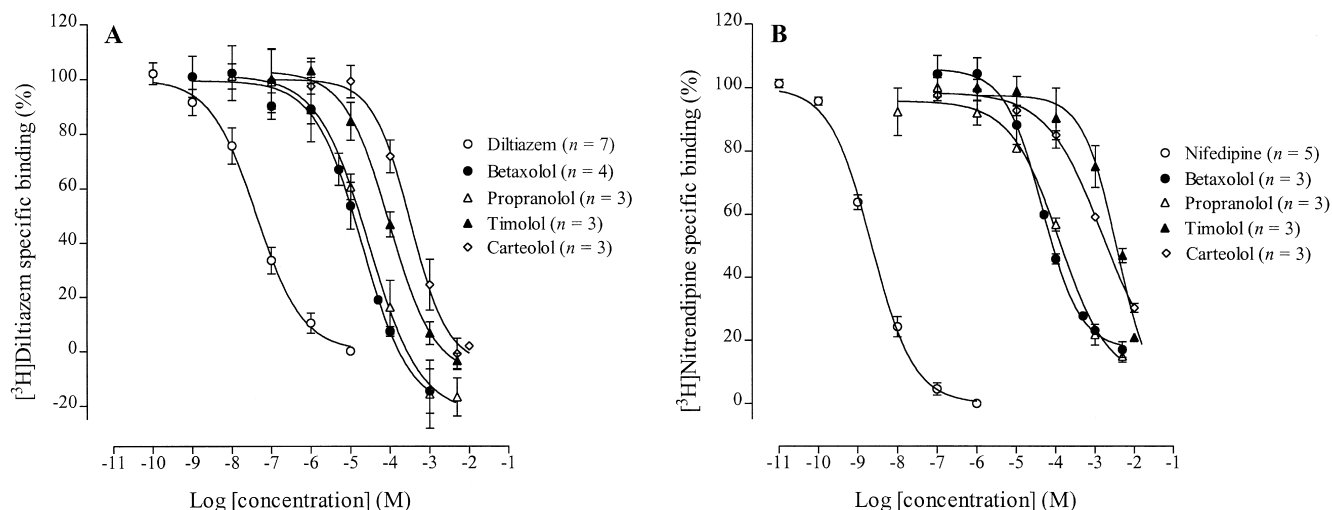 A
[³H]Diltiazem specific binding (%)
120
100
80
60
40
20
0
-20
-11 -10 -9 -8 -7 -6 -5 -4 -3 -2 -1
Log [concentration] (M)
Diltiazem (n = 7)
Betaxolol (n = 4)
Propranolol (n = 3)
Timolol (n = 3)
Carteolol (n = 3)
B
[³H]Nitrendipine specific binding (%)
120
100
80
60
40
20
0
-11 -10 -9 -8 -7 -6 -5 -4 -3 -2 -1
Log [concentration] (M)
Nifedipine (n = 5)
Betaxolol (n = 3)
Propranolol (n = 3)
Timolol (n = 3)
Carteolol (n = 3)